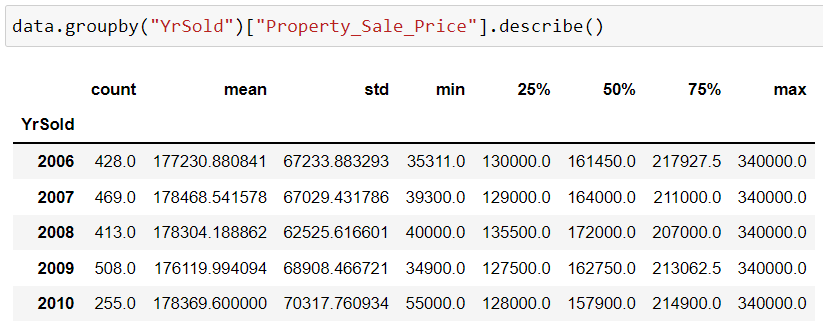 data.groupby("YrSold")["Property_Sale_Price"].describe()
count mean std min 25% 50% 75% max
YrSold
2006 428.0 177230.880841 67233.883293 35311.0 130000.0 161450.0 217927.5 340000.0
2007 469.0 178468.541578 67029.431786 39300.0 129000.0 164000.0 211000.0 340000.0
2008 413.0 178304.188862 62525.616601 40000.0 135500.0 172000.0 207000.0 340000.0
2009 508.0 176119.994094 68908.466721 34900.0 127500.0 162750.0 213062.5 340000.0
2010 255.0 178369.600000 70317.760934 55000.0 128000.0 157900.0 214900.0 340000.0